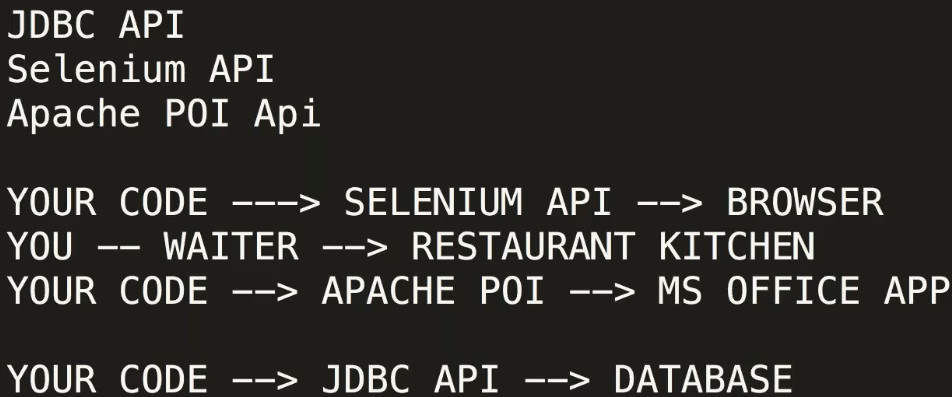 JDBC API
Selenium API
Apache POI Api
YOUR CODE ---> SELENIUM API --> BROWSER
YOU -- WAITER --> RESTAURANT KITCHEN
YOUR CODE --> APACHE POI --> MS OFFICE APP
YOUR CODE --> JDBC API --> DATABASE